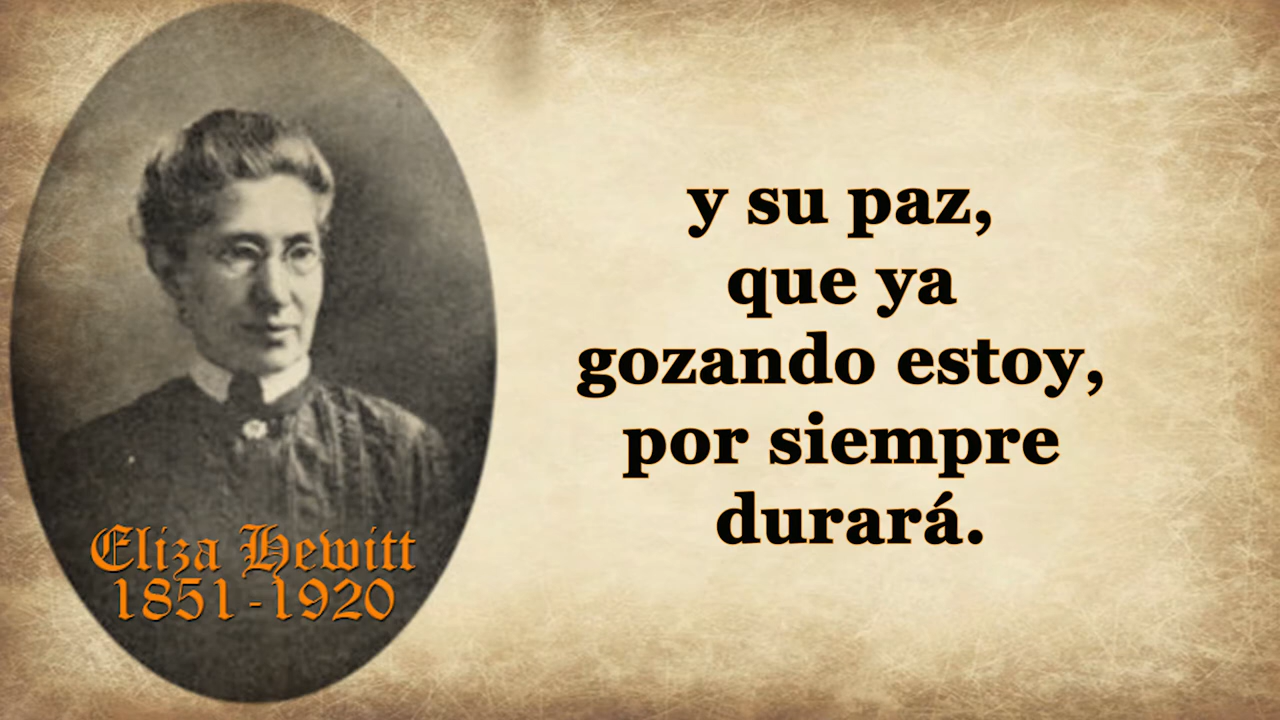 y su paz,
que ya
gozando estoy,
por siempre
durará.
Eliza Hewitt
1851-1920